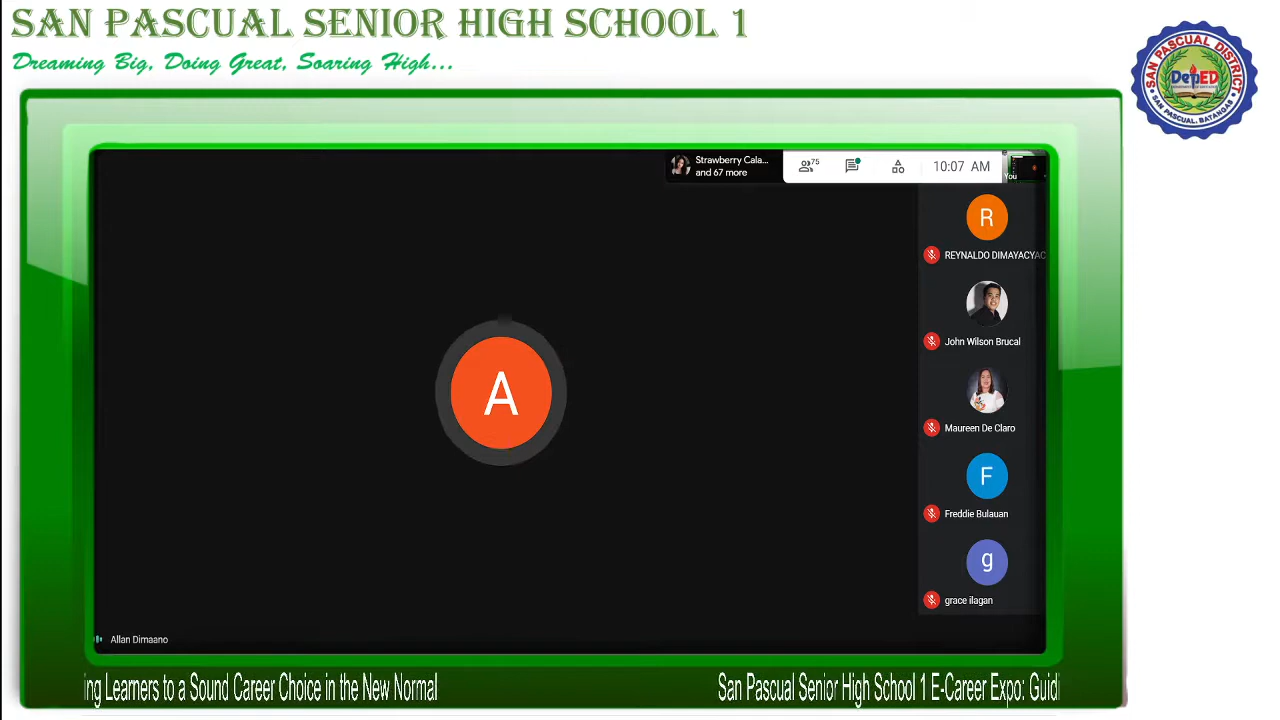 SAN PASCUAL SENIOR HIGH SCHOOL 1
Dreaming Big, Doing Great, Soaring High...
SAN PASCUAL DISTRICT
DepED
SAN PASCUAL, BATANGAS
Strawberry Cala...
and 67 more
75
10:07 AM
You
R
REYNALDO DIMAYACYAC
John Wilson Brucal
Maureen De Claro
F
Freddie Bulauan
g
grace ilagan
A
Allan Dimaano
ing Learners to a Sound Career Choice in the New Normal
San Pascual Senior High School 1 E-Career Expo: Guidi